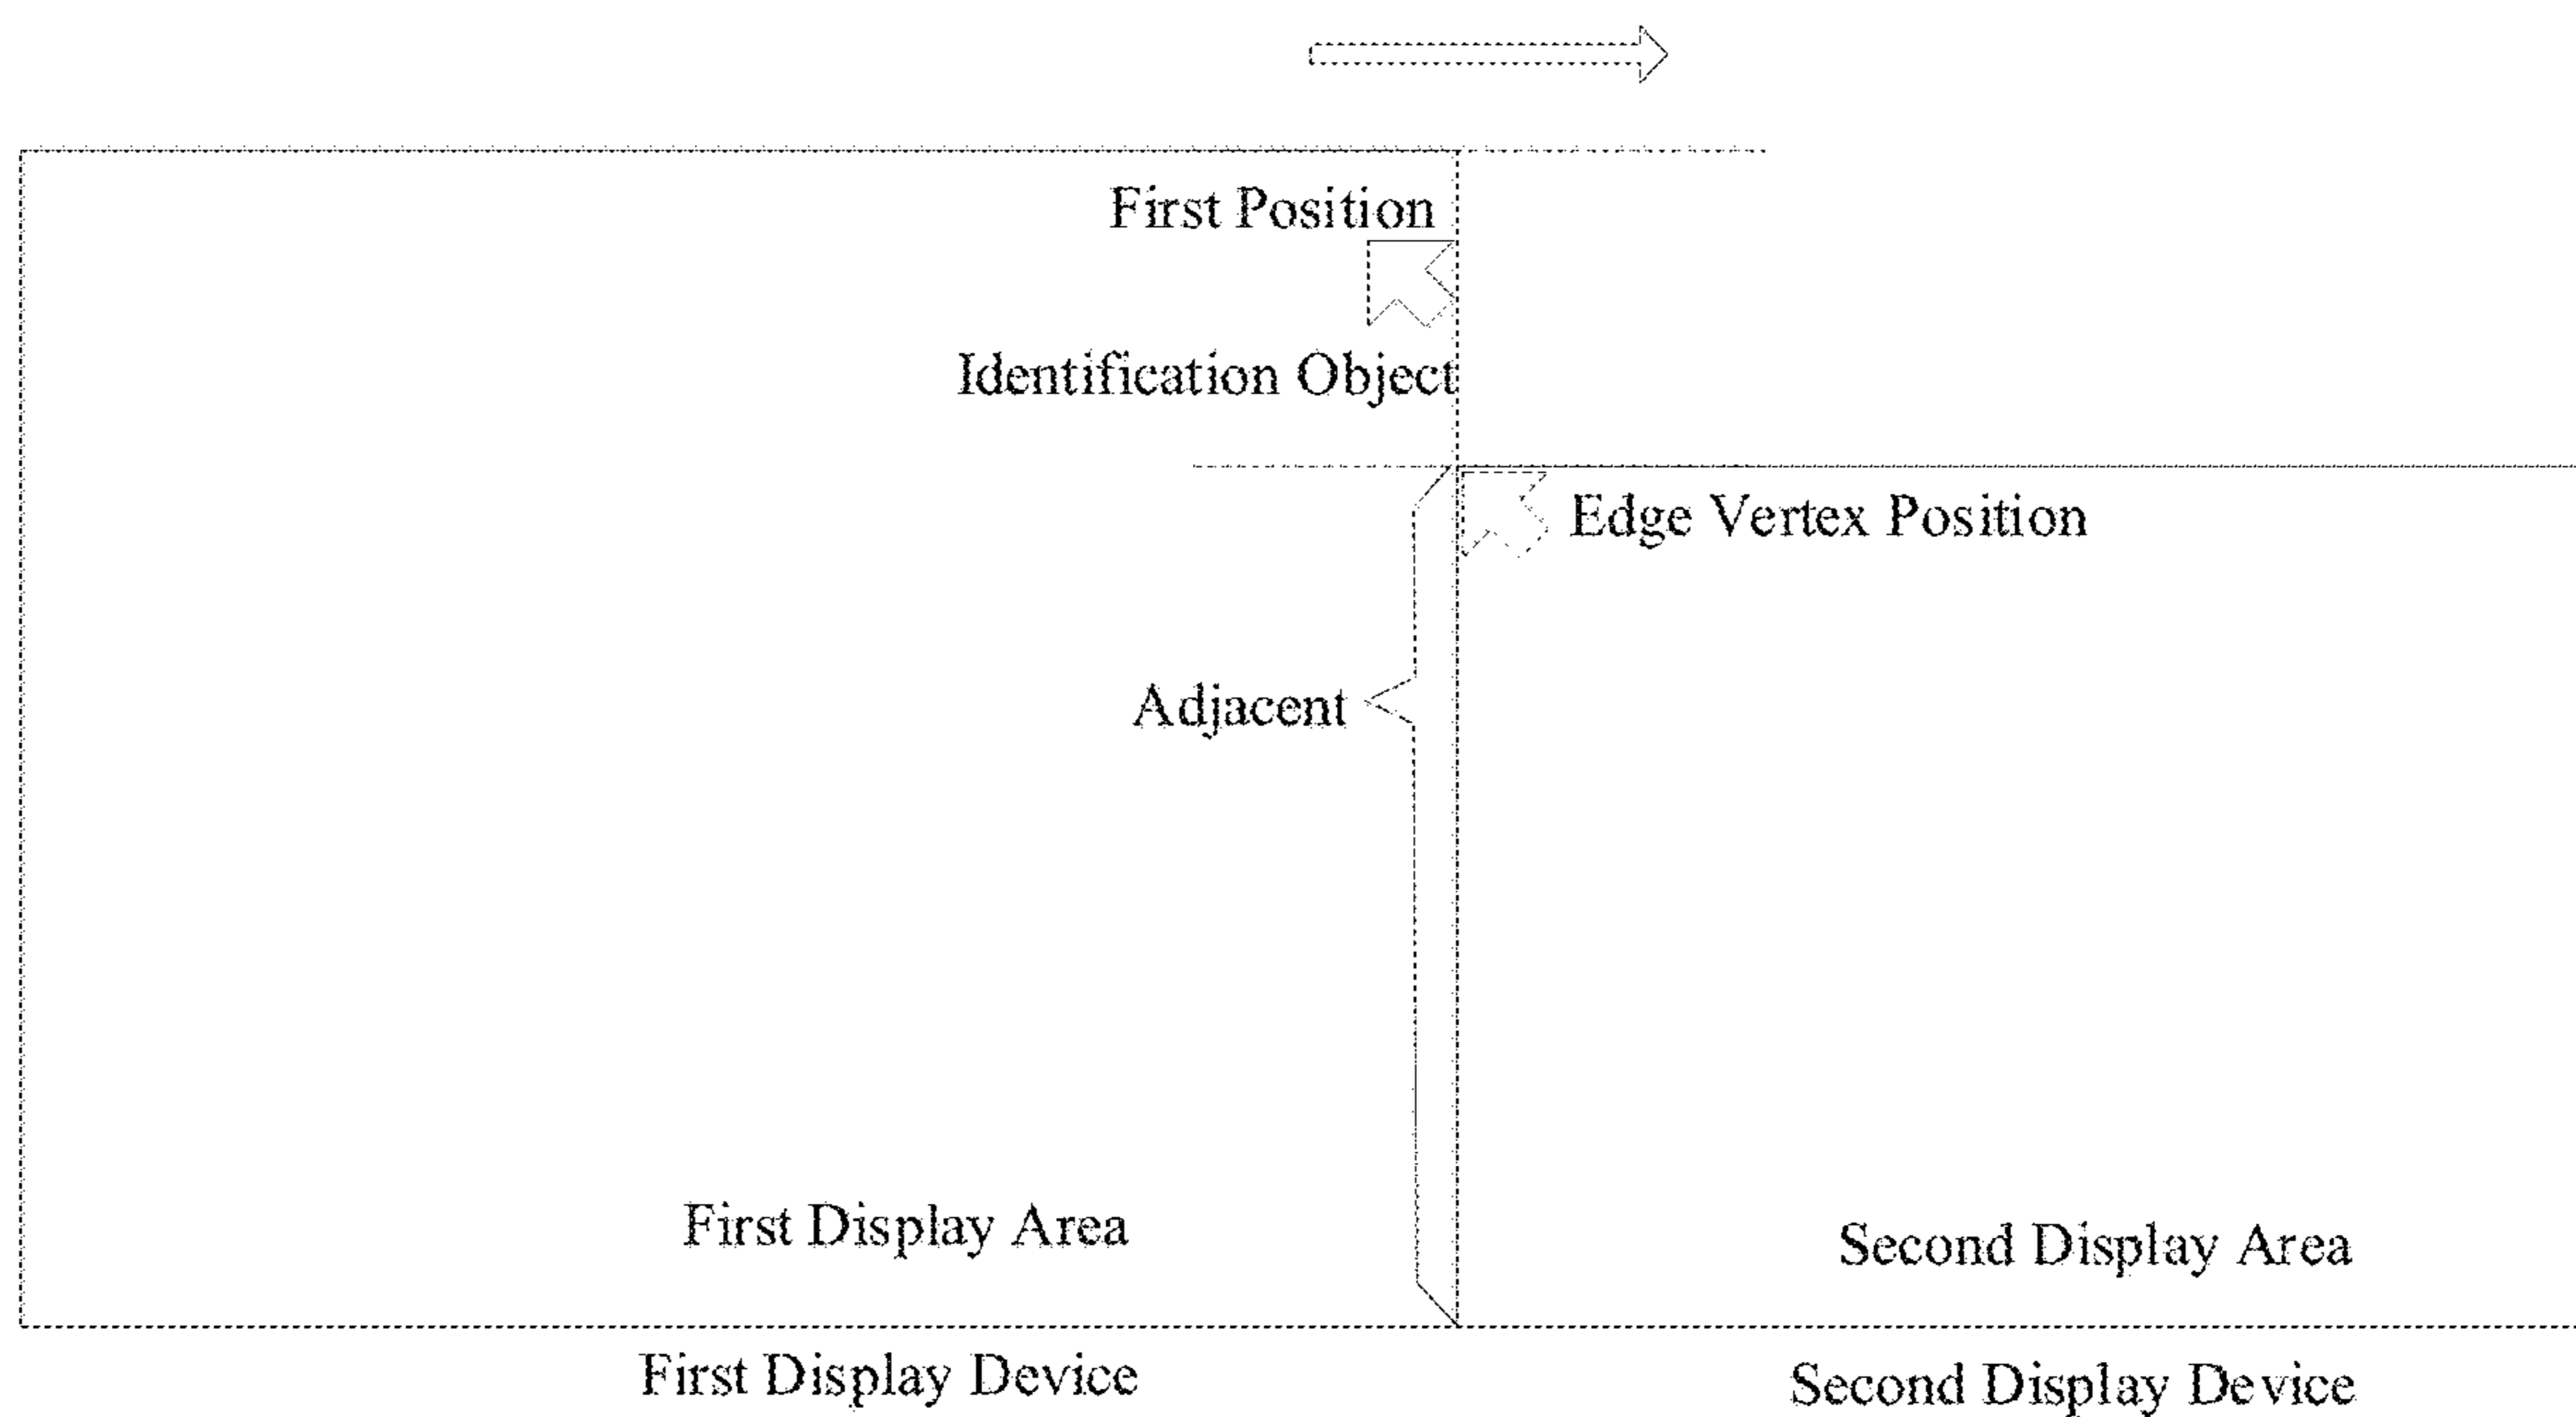 First Position
Identification Object
Edge Vertex Position
Adjacent
First Display Area
Second Display Area
First Display Device
Second Display Device